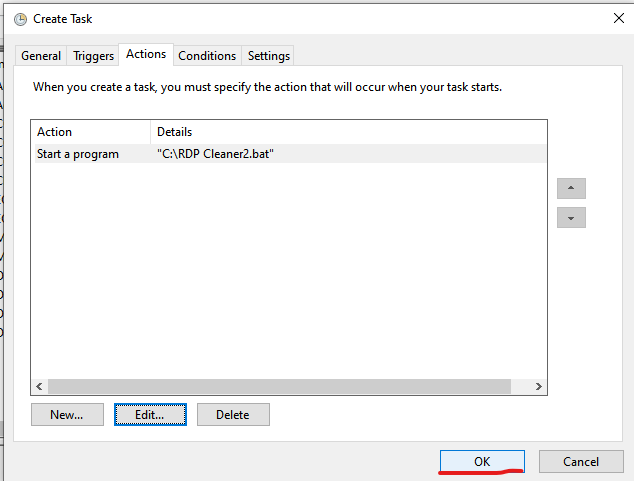 Create Task
General Triggers Actions Conditions Settings
When you create a task, you must specify the action that will occur when your task starts.
Action Details
Start a program "C:\RDP Cleaner2.bat"
New... Edit... Delete
OK Cancel